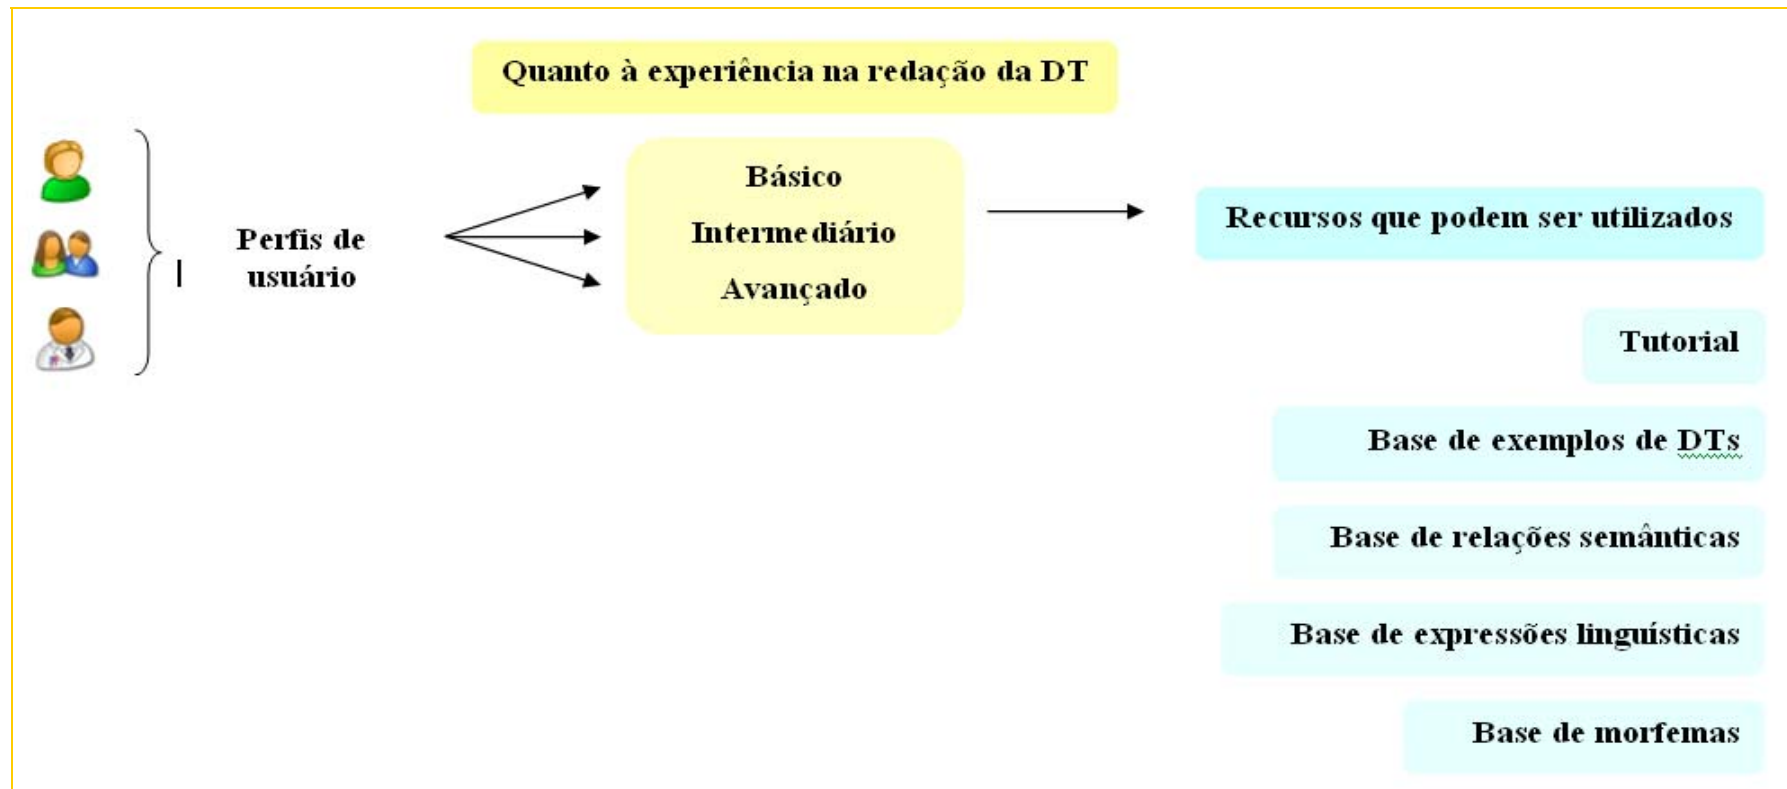 Quanto à experiência na redação da DT
Perfis de
usuário
Básico
Intermediário
Avançado
Recursos que podem ser utilizados
Tutorial
Base de exemplos de DTs
Base de relações semânticas
Base de expressões linguísticas
Base de morfemas